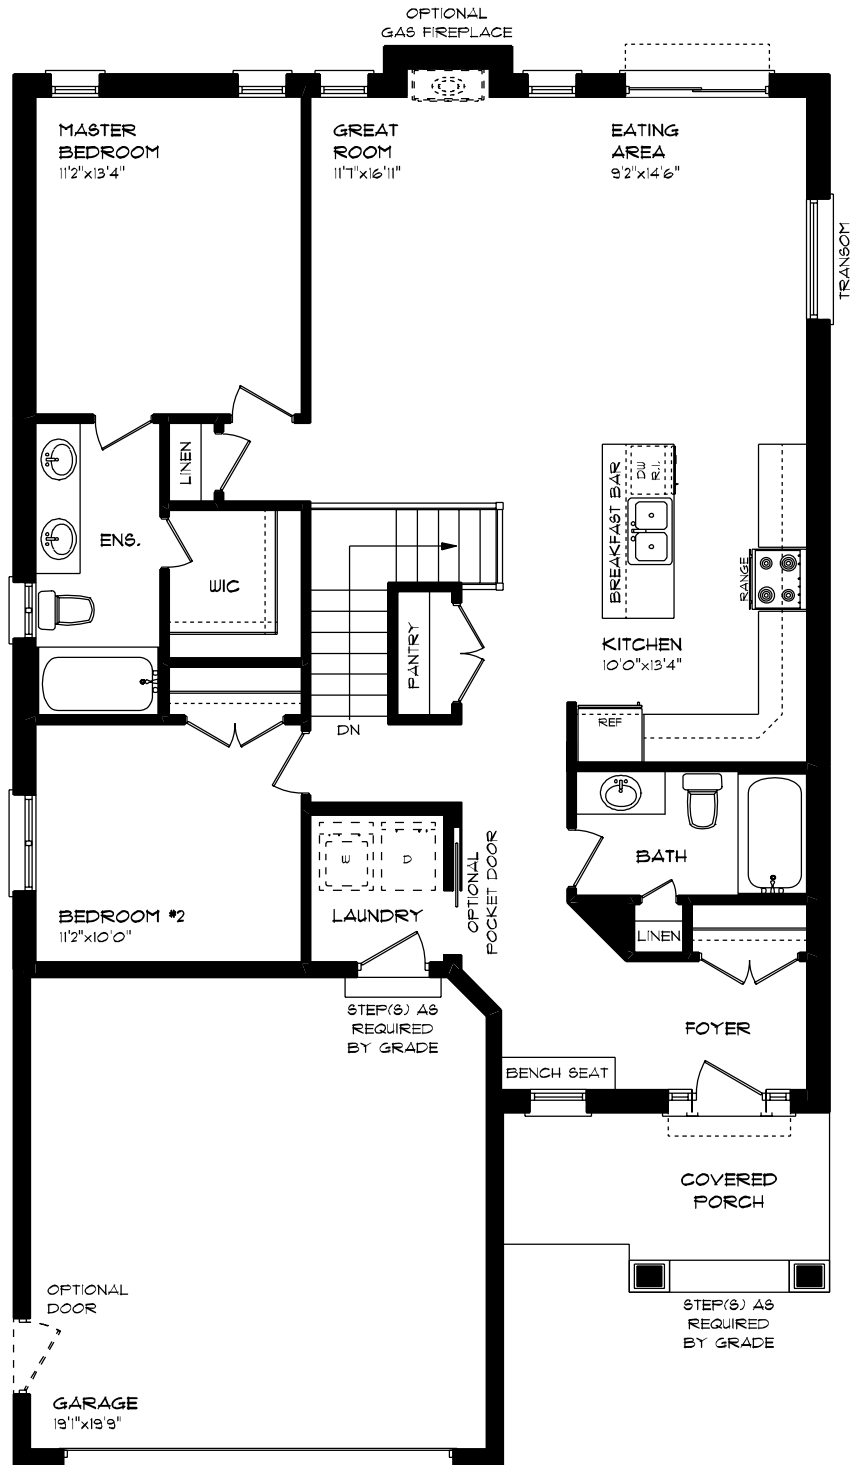 OPTIONAL
GAS FIREPLACE
MASTER
BEDROOM
11'2"x13'4"
GREAT
ROOM
11'7"x16'11"
EATING
AREA
9'2"x14'6"
TRANSOM
LINEN
ENS.
WIC
BREAKFAST BAR
DW
R.I.
RANGE
KITCHEN
10'0"x13'4"
PANTRY
DN
REF
BATH
OPTIONAL
POCKET DOOR
W
D
LAUNDRY
BEDROOM #2
11'2"x10'0"
LINEN
STEP(S) AS
REQUIRED
BY GRADE
FOYER
BENCH SEAT
COVERED
PORCH
OPTIONAL
DOOR
STEP(S) AS
REQUIRED
BY GRADE
GARAGE
19'1"x19'9"